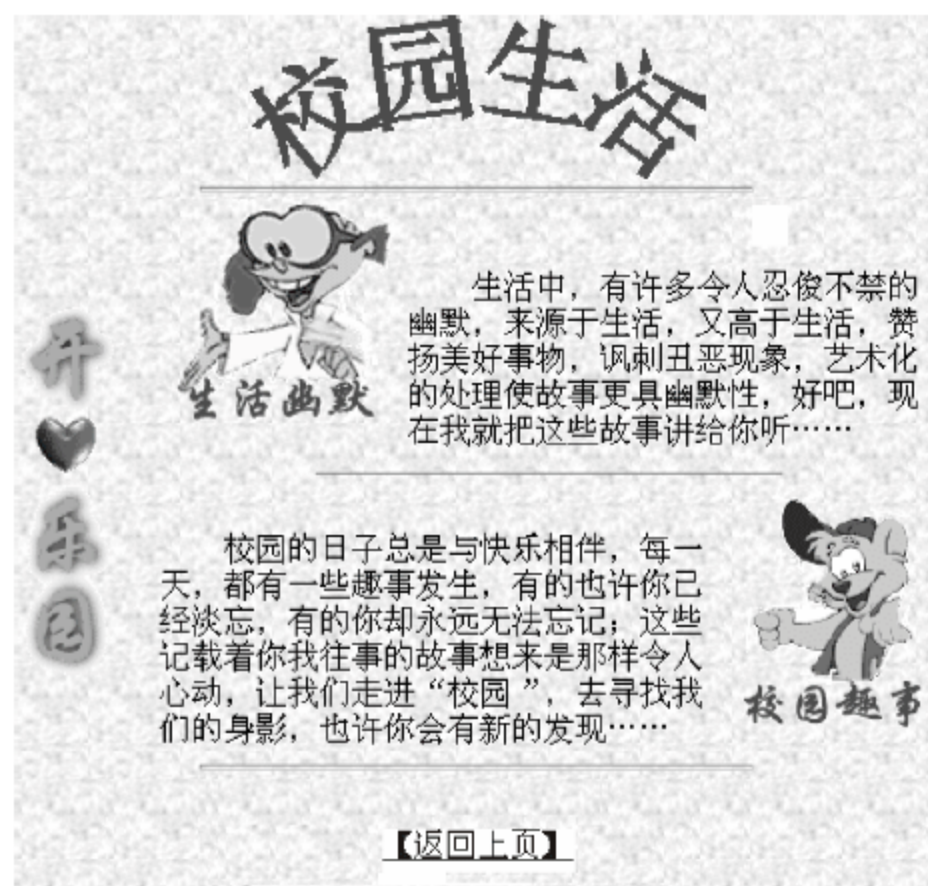 校园生活
生活中，有许多令人忍俊不禁的
幽默，来源于生活，又高于生活，赞
扬美好事物，讽刺丑恶现象，艺术化
的处理使故事更具幽默性，好吧，现
在我就把这些故事讲给你听……
生活幽默
开
乐
园
校园的日子总是与快乐相伴，每一
天，都有一些趣事发生，有的也许你已
经淡忘，有的你却永远无法忘记；这些
记载着你我往事的故事想来是那样令人
心动，让我们走进“校园 ”，去寻找我
们的身影，也许你会有新的发现……
校园趣事
【返回上页】